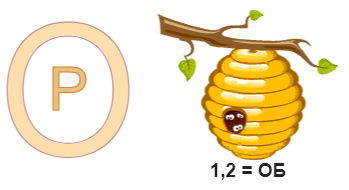 О
Р
1,2 = ОБ